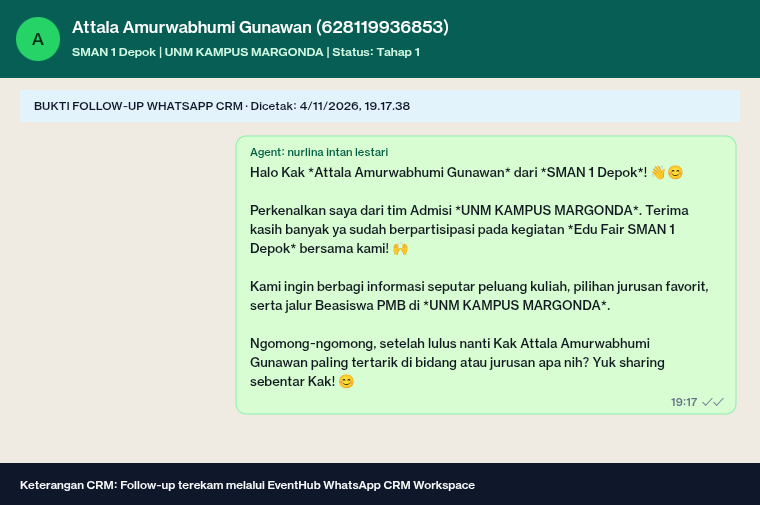 A
Attala Amurwabhumi Gunawan (628119936853)
SMAN 1 Depok | UNM KAMPUS MARGONDA | Status: Tahap 1
BUKTI FOLLOW-UP WHATSAPP CRM · Dicetak: 4/11/2026, 19.17.38
Agent: nurlina intan lestari
Halo Kak *Attala Amurwabhumi Gunawan* dari *SMAN 1 Depok*! 👋😊
Perkenalkan saya dari tim Admisi *UNM KAMPUS MARGONDA*. Terima
kasih banyak ya sudah berpartisipasi pada kegiatan *Edu Fair SMAN 1
Depok* bersama kami! 🙌
Kami ingin berbagi informasi seputar peluang kuliah, pilihan jurusan favorit,
serta jalur Beasiswa PMB di *UNM KAMPUS MARGONDA*.
Ngomong-ngomong, setelah lulus nanti Kak Attala Amurwabhumi
Gunawan paling tertarik di bidang atau jurusan apa nih? Yuk sharing
sebentar Kak! 😊
19:17 ✓✓
Keterangan CRM: Follow-up terekam melalui EventHub WhatsApp CRM Workspace